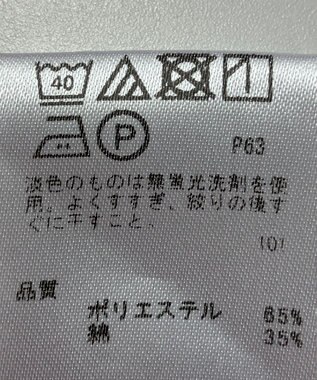 40
P
P63
淡色のものは無蛍光洗剤を使
用。よくすすぎ、絞りの後す
ぐに干すこと。
101
品質
ポリエステル 65%
綿 35%